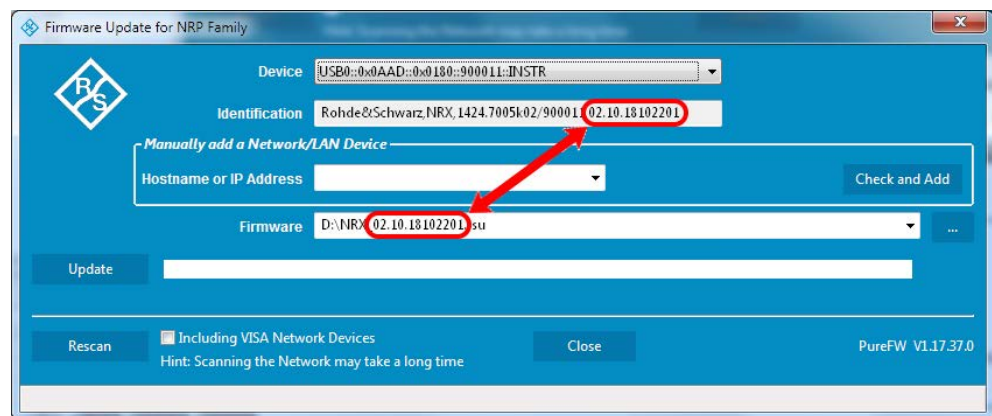 Firmware Update for NRP Family
R S
Device USB0::0x0AAD::0x0180::900011::INSTR
Identification Rohde&Schwarz,NRX,1424.7005k02/900011 02.10.18102201
Manually add a Network/LAN Device
Hostname or IP Address Check and Add
Firmware D:\NRX 02.10.18102201 su ...
Update
Rescan Including VISA Network Devices Close PureFW V1.17.37.0
Hint: Scanning the Network may take a long time